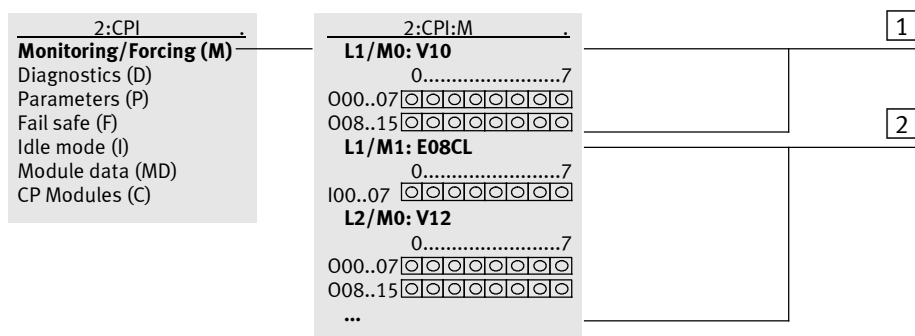 2:CPI .
Monitoring/Forcing (M)
Diagnostics (D)
Parameters (P)
Fail safe (F)
Idle mode (I)
Module data (MD)
CP Modules (C)
2:CPI:M .
L1/M0: V10
0........................7
O00..07
O08..15
L1/M1: E08CL
0........................7
I00..07
L2/M0: V12
0........................7
O00..07
O08..15
...
1
2